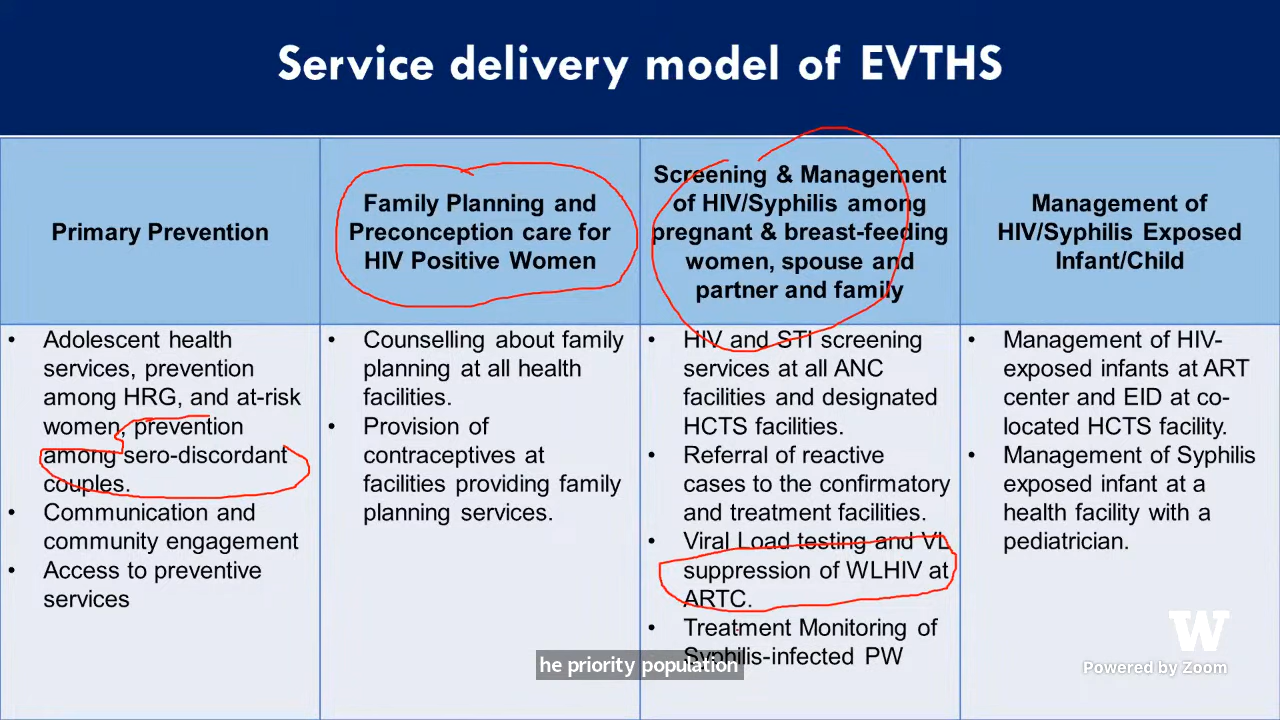 Service delivery model of EVTHS
Primary Prevention
Family Planning and
Preconception care for
HIV Positive Women
Screening & Management
of HIV/Syphilis among
pregnant & breast-feeding
women, spouse and
partner and family
Management of
HIV/Syphilis Exposed
Infant/Child
• Adolescent health
services, prevention
among HRG, and at-risk
women, prevention
among sero-discordant
couples.
• Communication and
community engagement
• Access to preventive
services
• Counselling about family
planning at all health
facilities.
• Provision of
contraceptives at
facilities providing family
planning services.
• HIV and STI screening
services at all ANC
facilities and designated
HCTS facilities.
• Referral of reactive
cases to the confirmatory
and treatment facilities.
• Viral Load testing and VL
suppression of WLHIV at
ARTC.
• Treatment Monitoring of
Syphilis-infected PW
• Management of HIV-
exposed infants at ART
center and EID at co-
located HCTS facility.
• Management of Syphilis
exposed infant at a
health facility with a
pediatrician.
he priority population
W
Powered by Zoom